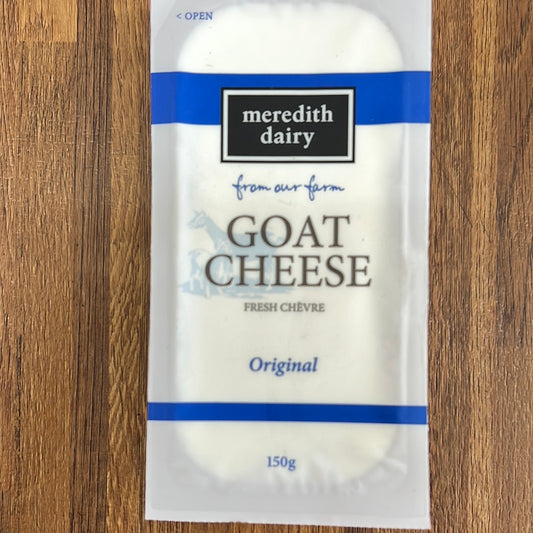 < OPEN
meredith
dairy
from our farm
GOAT
CHEESE
FRESH CHÈVRE
Original
150g